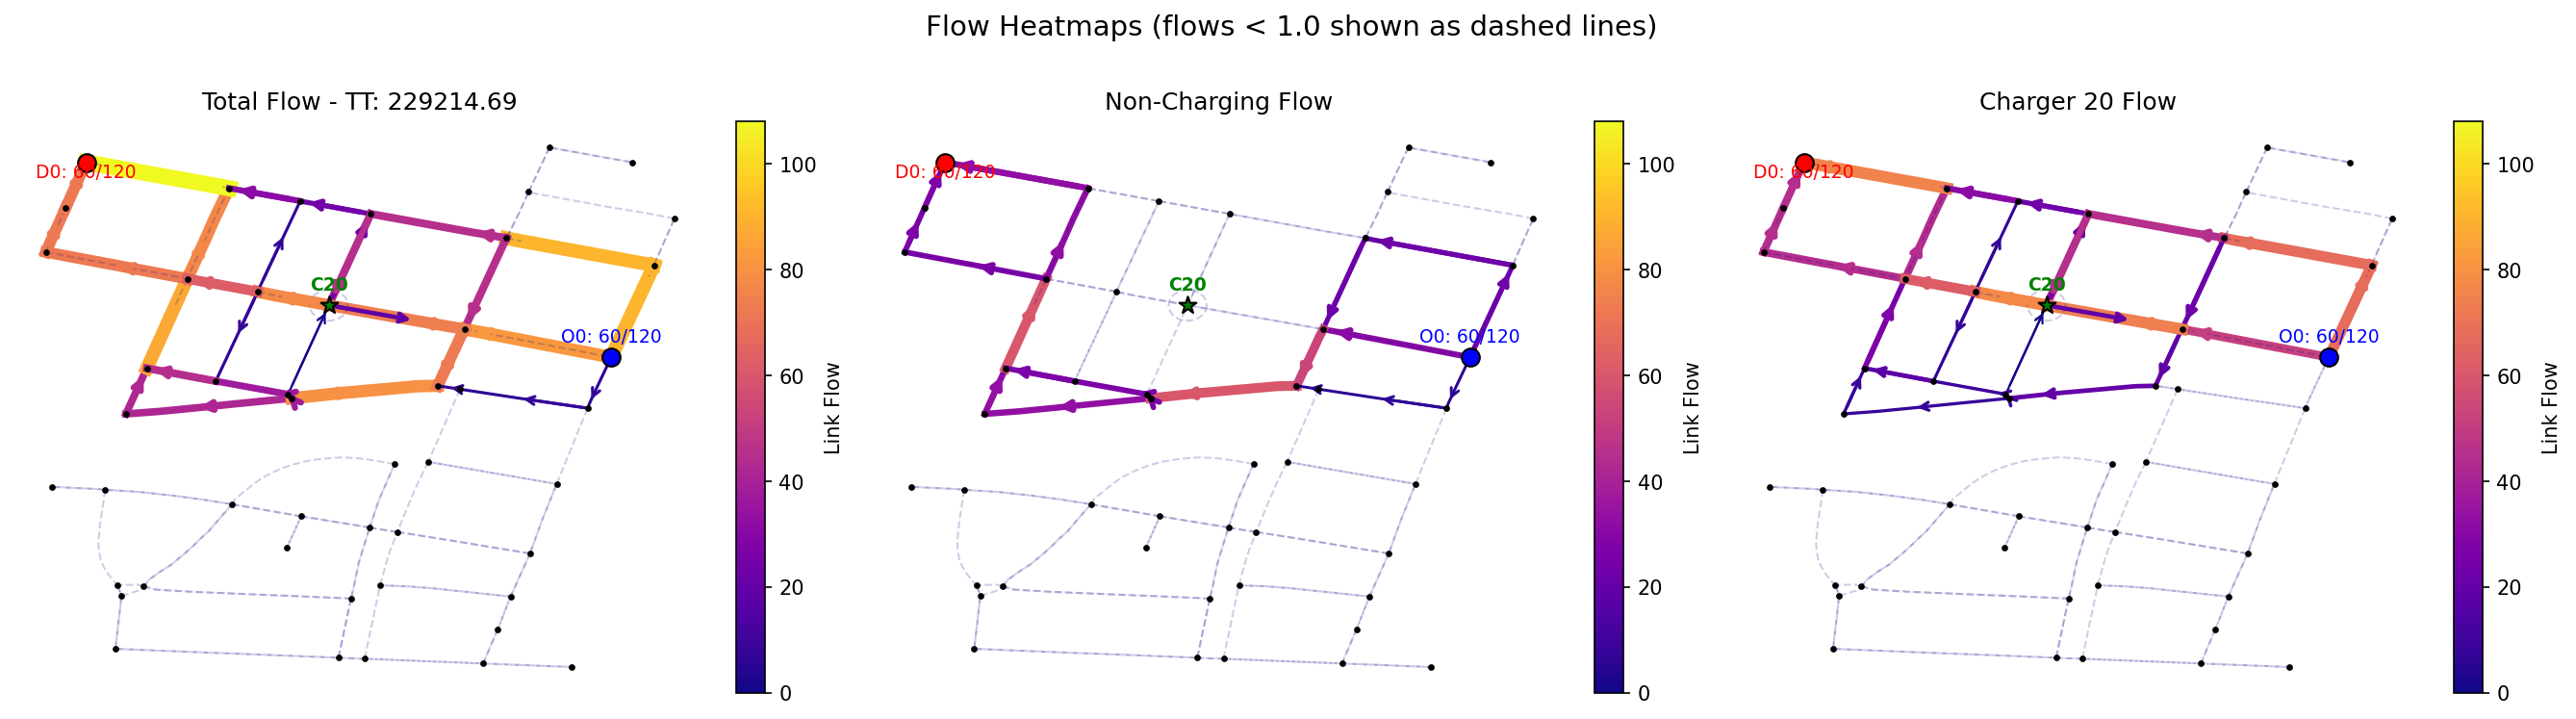 Flow Heatmaps (flows < 1.0 shown as dashed lines)
Total Flow - TT: 229214.69
D0: 60/120
C20
O0: 60/120
100
80
60
40
20
0
Link Flow
Non-Charging Flow
D0: 60/120
C20
O0: 60/120
100
80
60
40
20
0
Link Flow
Charger 20 Flow
D0: 60/120
C20
O0: 60/120
100
80
60
40
20
0
Link Flow